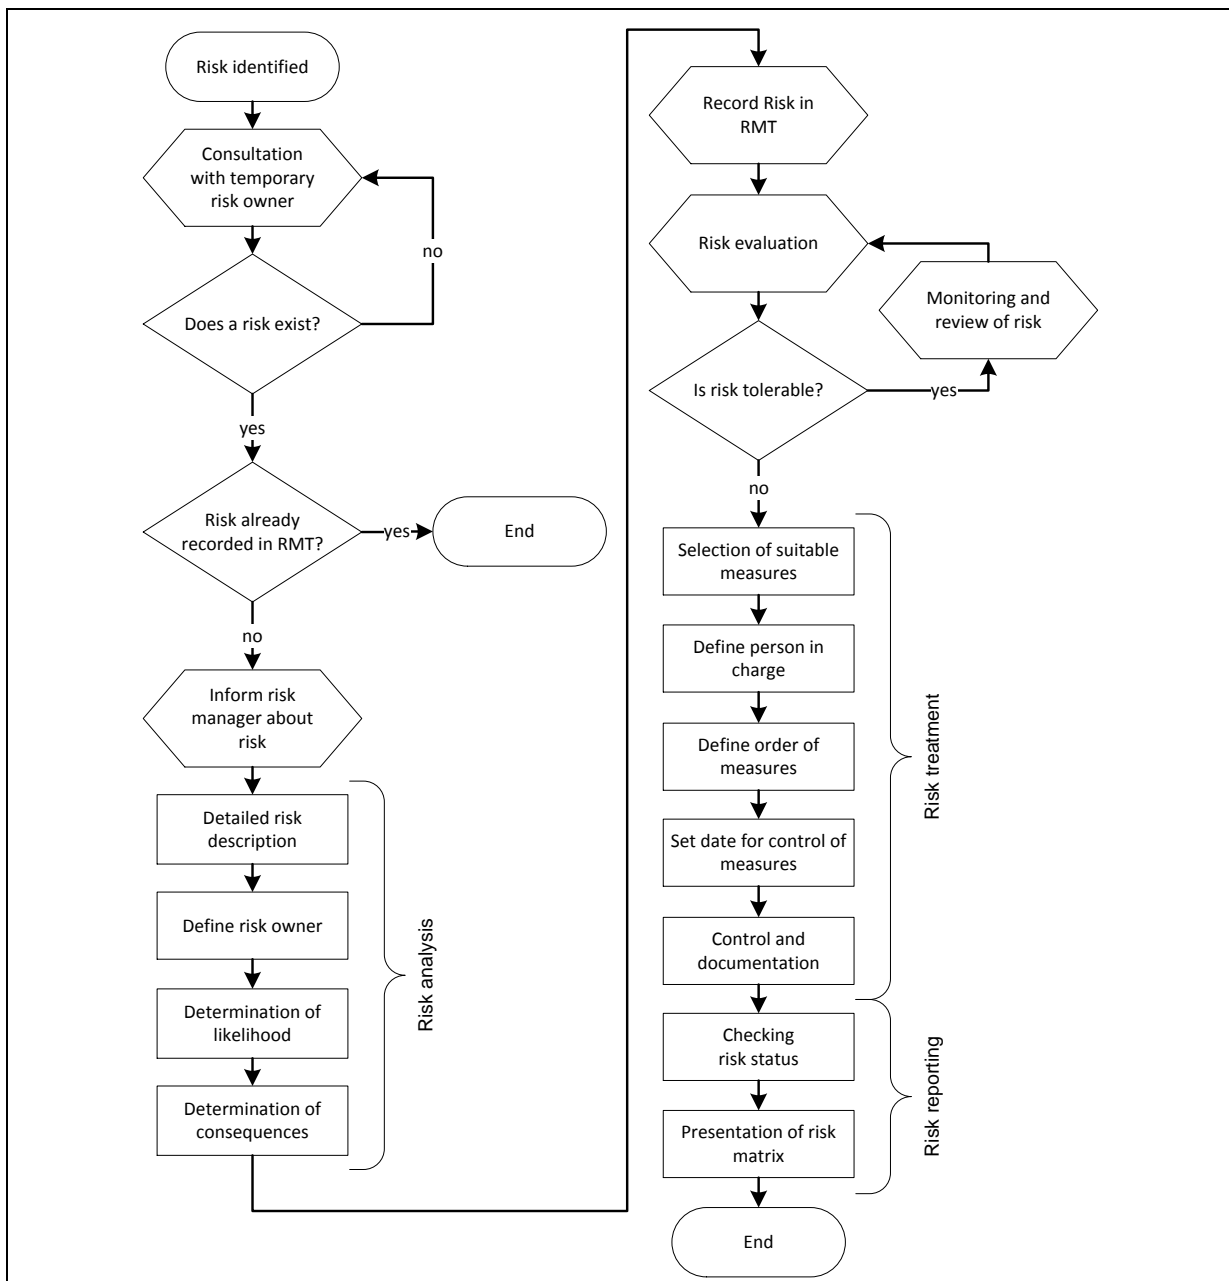 Risk identified
Consultation
with temporary
risk owner
no
Does a risk exist?
yes
Risk already
recorded in RMT?
yes
End
no
Inform risk
manager about
risk
Detailed risk
description
Define risk owner
Determination of
likelihood
Determination of
consequences
Risk analysis
Record Risk in
RMT
Risk evaluation
Monitoring and
review of risk
Is risk tolerable?
yes
no
Selection of suitable
measures
Define person in
charge
Define order of
measures
Set date for control of
measures
Control and
documentation
Risk treatment
Checking
risk status
Presentation of risk
matrix
Risk reporting
End